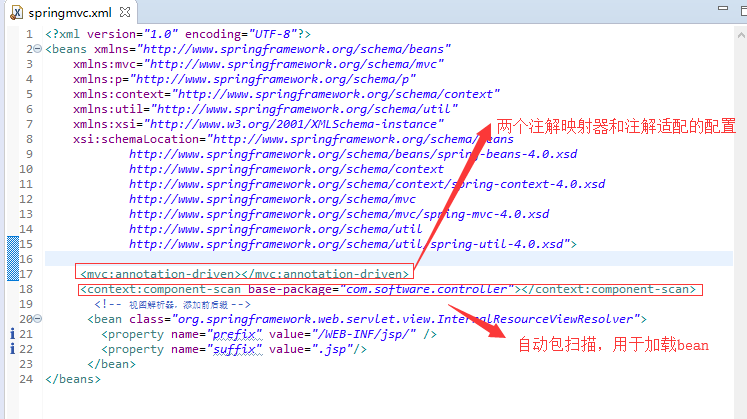 springmvc.xml
1 <?xml version="1.0" encoding="UTF-8"?>
2 <beans xmlns="http://www.springframework.org/schema/beans"
3 xmlns:mvc="http://www.springframework.org/schema/mvc"
4 xmlns:p="http://www.springframework.org/schema/p"
5 xmlns:context="http://www.springframework.org/schema/context"
6 xmlns:util="http://www.springframework.org/schema/util"
7 xmlns:xsi="http://www.w3.org/2001/XMLSchema-instance"
两个注解映射器和注解适配的配置
8 xsi:schemaLocation="http://www.springframework.org/schema/beans
9 http://www.springframework.org/schema/beans/spring-beans-4.0.xsd
10 http://www.springframework.org/schema/context
11 http://www.springframework.org/schema/context/spring-context-4.0.xsd
12 http://www.springframework.org/schema/mvc
13 http://www.springframework.org/schema/mvc/spring-mvc-4.0.xsd
14 http://www.springframework.org/schema/util
15 http://www.springframework.org/schema/util/spring-util-4.0.xsd">
16
17 <mvc:annotation-driven></mvc:annotation-driven>
18 <context:component-scan base-package="com.software.controller"></context:component-scan>
19 <!-- 视图解析器，添加前后缀 -->
20 <bean class="org.springframework.web.servlet.view.InternalResourceViewResolver">
21 <property name="prefix" value="/WEB-INF/jsp/" />
22 <property name="suffix" value=".jsp"/>
自动包扫描，用于加载bean
23 </bean>
24 </beans>